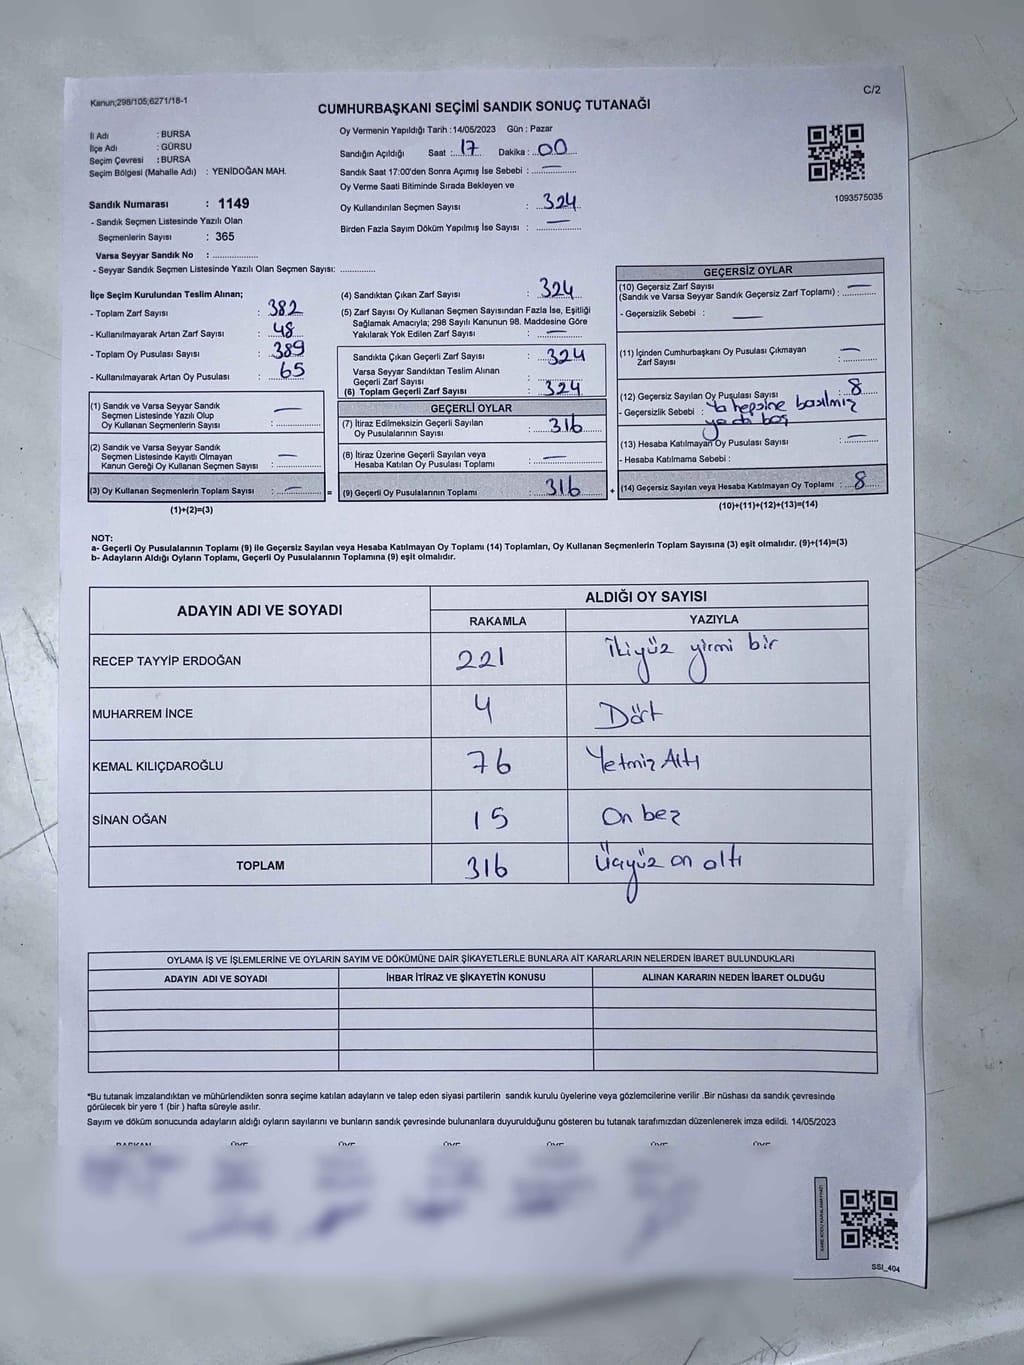 Kanun;298/105;6271/18-1
C/2
CUMHURBAŞKANI SEÇİMİ SANDIK SONUÇ TUTANAĞI
İl Adı : BURSA
İlçe Adı : GÜRSU
Seçim Çevresi : BURSA
Seçim Bölgesi (Mahalle Adı) : YENİDOĞAN MAH.
Sandık Numarası : 1149
- Sandık Seçmen Listesinde Yazılı Olan
Seçmenlerin Sayısı : 365
Varsa Seyyar Sandık No : ..............
- Seyyar Sandık Seçmen Listesinde Yazılı Olan Seçmen Sayısı: ............
Oy Vermenin Yapıldığı Tarih : 14/05/2023 Gün : Pazar
Sandığın Açıldığı Saat : 17 Dakika : 00
Sandık Saat 17:00'den Sonra Açımış İse Sebebi : —
Oy Verme Saati Bitiminde Sırada Bekleyen ve
Oy Kullandırılan Seçmen Sayısı : 324
Birden Fazla Sayım Döküm Yapılmış İse Sayısı : —
1093575035
İlçe Seçim Kurulundan Teslim Alınan;
- Toplam Zarf Sayısı : 382
- Kullanılmayarak Artan Zarf Sayısı : 48
- Toplam Oy Pusulası Sayısı : 389
- Kullanılmayarak Artan Oy Pusulası : 65
(1) Sandık ve Varsa Seyyar Sandık
Seçmen Listesinde Yazılı Olup
Oy Kullanan Seçmenlerin Sayısı : —
(2) Sandık ve Varsa Seyyar Sandık
Seçmen Listesinde Kayıtlı Olmayan
Kanun Gereği Oy Kullanan Seçmen Sayısı : —
(3) Oy Kullanan Seçmenlerin Toplam Sayısı : — =
(1)+(2)=(3)
(4) Sandıktan Çıkan Zarf Sayısı : 324
(5) Zarf Sayısı Oy Kullanan Seçmen Sayısından Fazla İse, Eşitliği
Sağlamak Amacıyla; 298 Sayılı Kanunun 98. Maddesine Göre
Yakılarak Yok Edilen Zarf Sayısı : —
Sandıkta Çıkan Geçerli Zarf Sayısı : 324
Varsa Seyyar Sandıktan Teslim Alınan
Geçerli Zarf Sayısı : ..............
(6) Toplam Geçerli Zarf Sayısı : 324
GEÇERLİ OYLAR
(7) İtiraz Edilmeksizin Geçerli Sayılan
Oy Pusulalarının Sayısı : 316
(8) İtiraz Üzerine Geçerli Sayılan veya
Hesaba Katılan Oy Pusulası Toplamı : —
(9) Geçerli Oy Pusulalarının Toplamı : 316 +
GEÇERSİZ OYLAR
(10) Geçersiz Zarf Sayısı
(Sandık ve Varsa Seyyar Sandık Geçersiz Zarf Toplamı) : —
- Geçersizlik Sebebi : —
(11) İçinden Cumhurbaşkanı Oy Pusulası Çıkmayan
Zarf Sayısı : —
(12) Geçersiz Sayılan Oy Pusulası Sayısı : 8
- Geçersizlik Sebebi : Ya hepsine basılmış
ya da boş
(13) Hesaba Katılmayan Oy Pusulası Sayısı : —
- Hesaba Katılmama Sebebi :
(14) Geçersiz Sayılan veya Hesaba Katılmayan Oy Toplamı : 8
(10)+(11)+(12)+(13)=(14)
NOT:
a- Geçerli Oy Pusulalarının Toplamı (9) ile Geçersiz Sayılan veya Hesaba Katılmayan Oy Toplamı (14) Toplamları, Oy Kullanan Seçmenlerin Toplam Sayısına (3) eşit olmalıdır. (9)+(14)=(3)
b- Adayların Aldığı Oyların Toplamı, Geçerli Oy Pusulalarının Toplamına (9) eşit olmalıdır.
ADAYIN ADI VE SOYADI ALDIĞI OY SAYISI
RAKAMLA YAZIYLA
RECEP TAYYİP ERDOĞAN 221 İkiyüz yirmi bir
MUHARREM İNCE 4 Dört
KEMAL KILIÇDAROĞLU 76 Yetmiş Altı
SİNAN OĞAN 15 On beş
TOPLAM 316 Üçyüz on altı
OYLAMA İŞ VE İŞLEMLERİNE VE OYLARIN SAYIM VE DÖKÜMÜNE DAİR ŞİKAYETLERLE BUNLARA AİT KARARLARIN NELERDEN İBARET BULUNDUKLARI
ADAYIN ADI VE SOYADI İHBAR İTİRAZ VE ŞİKAYETİN KONUSU ALINAN KARARIN NEDEN İBARET OLDUĞU
*Bu tutanak imzalandıktan ve mühürlendikten sonra seçime katılan adayların ve talep eden siyasi partilerin sandık kurulu üyelerine veya gözlemcilerine verilir .Bir nüshası da sandık çevresinde
görülecek bir yere 1 (bir ) hafta süreyle asılır.
Sayım ve döküm sonucunda adayların aldığı oyların sayılarını ve bunların sandık çevresinde bulunanlara duyurulduğunu gösteren bu tutanak tarafımızdan düzenlenerek imza edildi. 14/05/2023
SSI_404